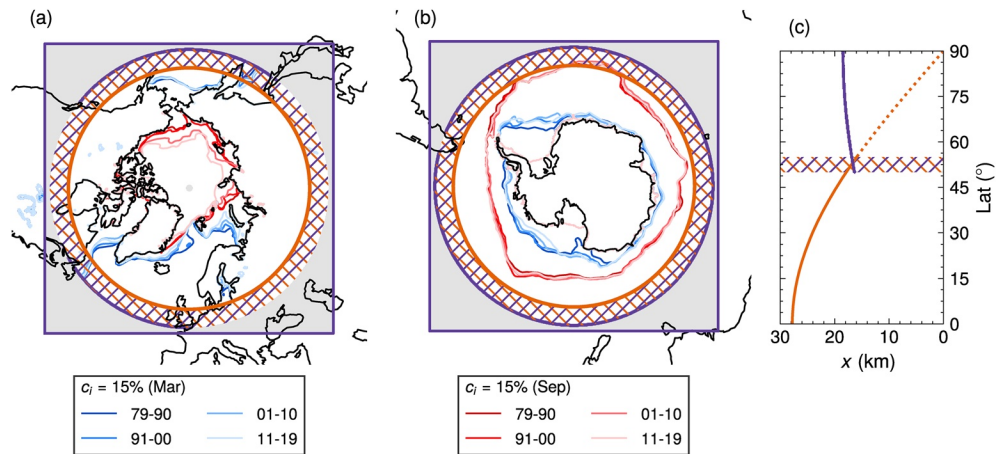 (a)
(b)
(c)
90
75
60
45
30
15
0
Lat (°)
30 20 10 0
x (km)
c_i = 15% (Mar)
79-90 01-10
91-00 11-19
c_i = 15% (Sep)
79-90 01-10
91-00 11-19